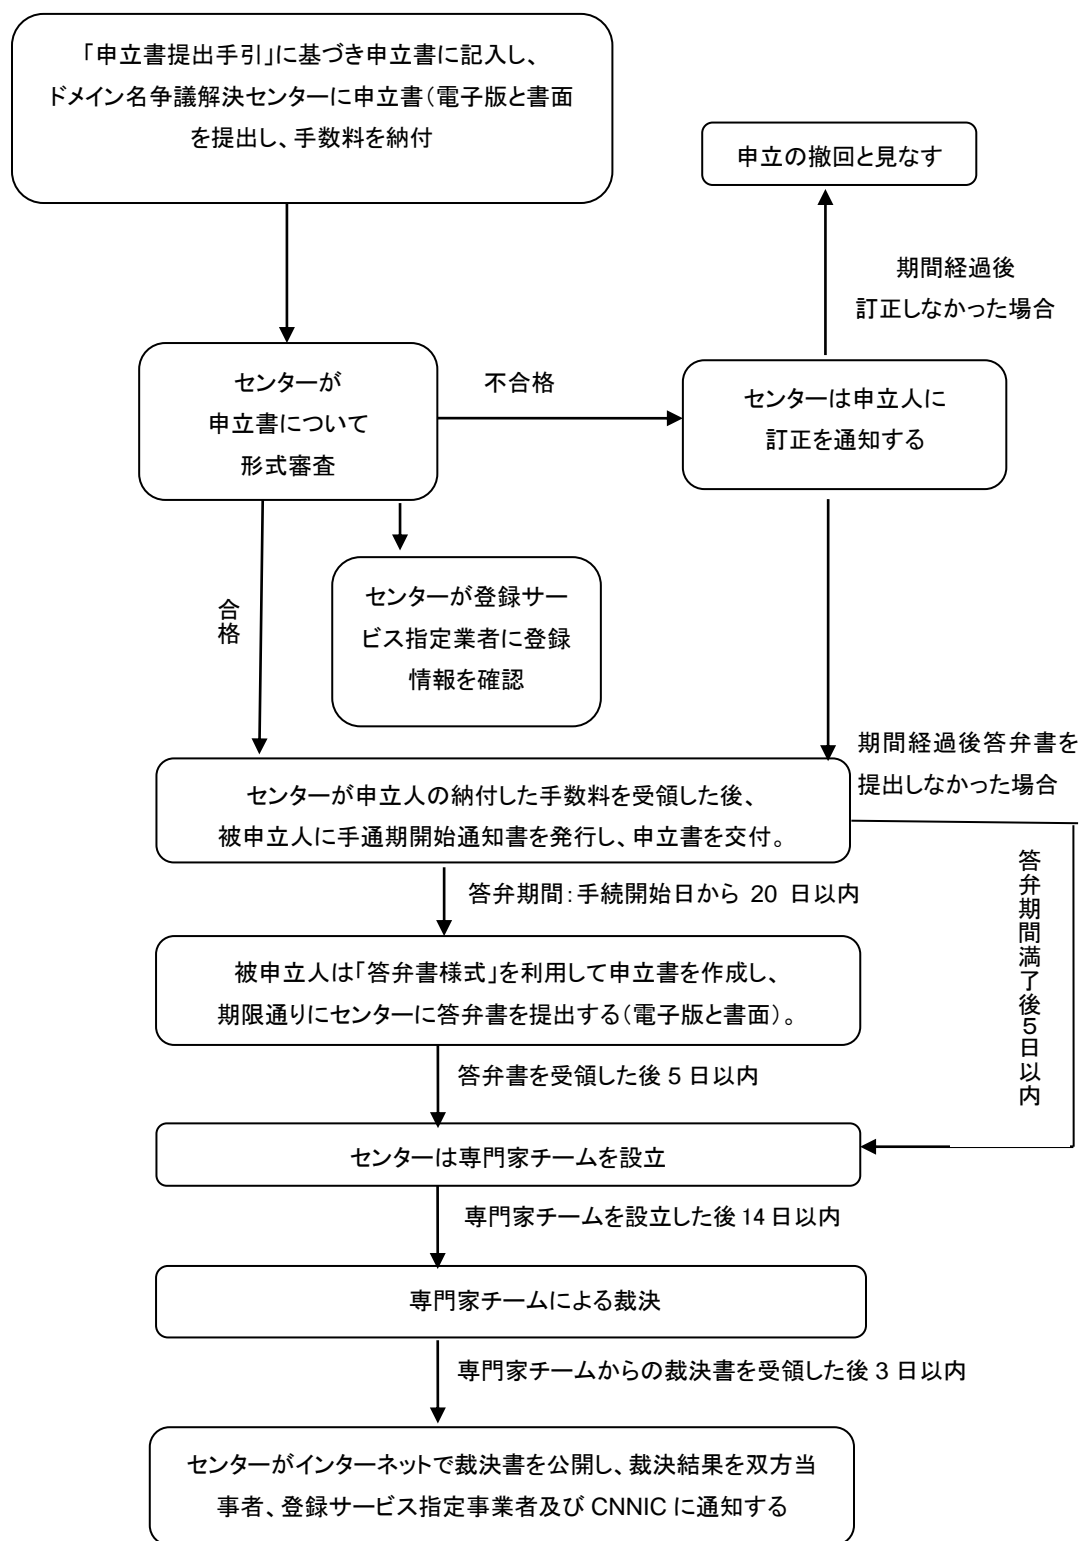 「申立書提出手引」に基づき申立書に記入し、
ドメイン名争議解決センターに申立書(電子版と書面
を提出し、手数料を納付
申立の撤回と見なす
期間経過後
訂正しなかった場合
センターが
申立書について
形式審査
不合格
センターは申立人に
訂正を通知する
合格
センターが登録サー
ビス指定業者に登録
情報を確認
期間経過後答弁書を
提出しなかった場合
センターが申立人の納付した手数料を受領した後、
被申立人に手通期開始通知書を発行し、申立書を交付。
答弁期間:手続開始日から 20 日以内
答弁期間満了後5日以内
被申立人は「答弁書様式」を利用して申立書を作成し、
期限通りにセンターに答弁書を提出する(電子版と書面)。
答弁書を受領した後 5 日以内
センターは専門家チームを設立
専門家チームを設立した後 14 日以内
専門家チームによる裁決
専門家チームからの裁決書を受領した後 3 日以内
センターがインターネットで裁決書を公開し、裁決結果を双方当
事者、登録サービス指定事業者及び CNNIC に通知する